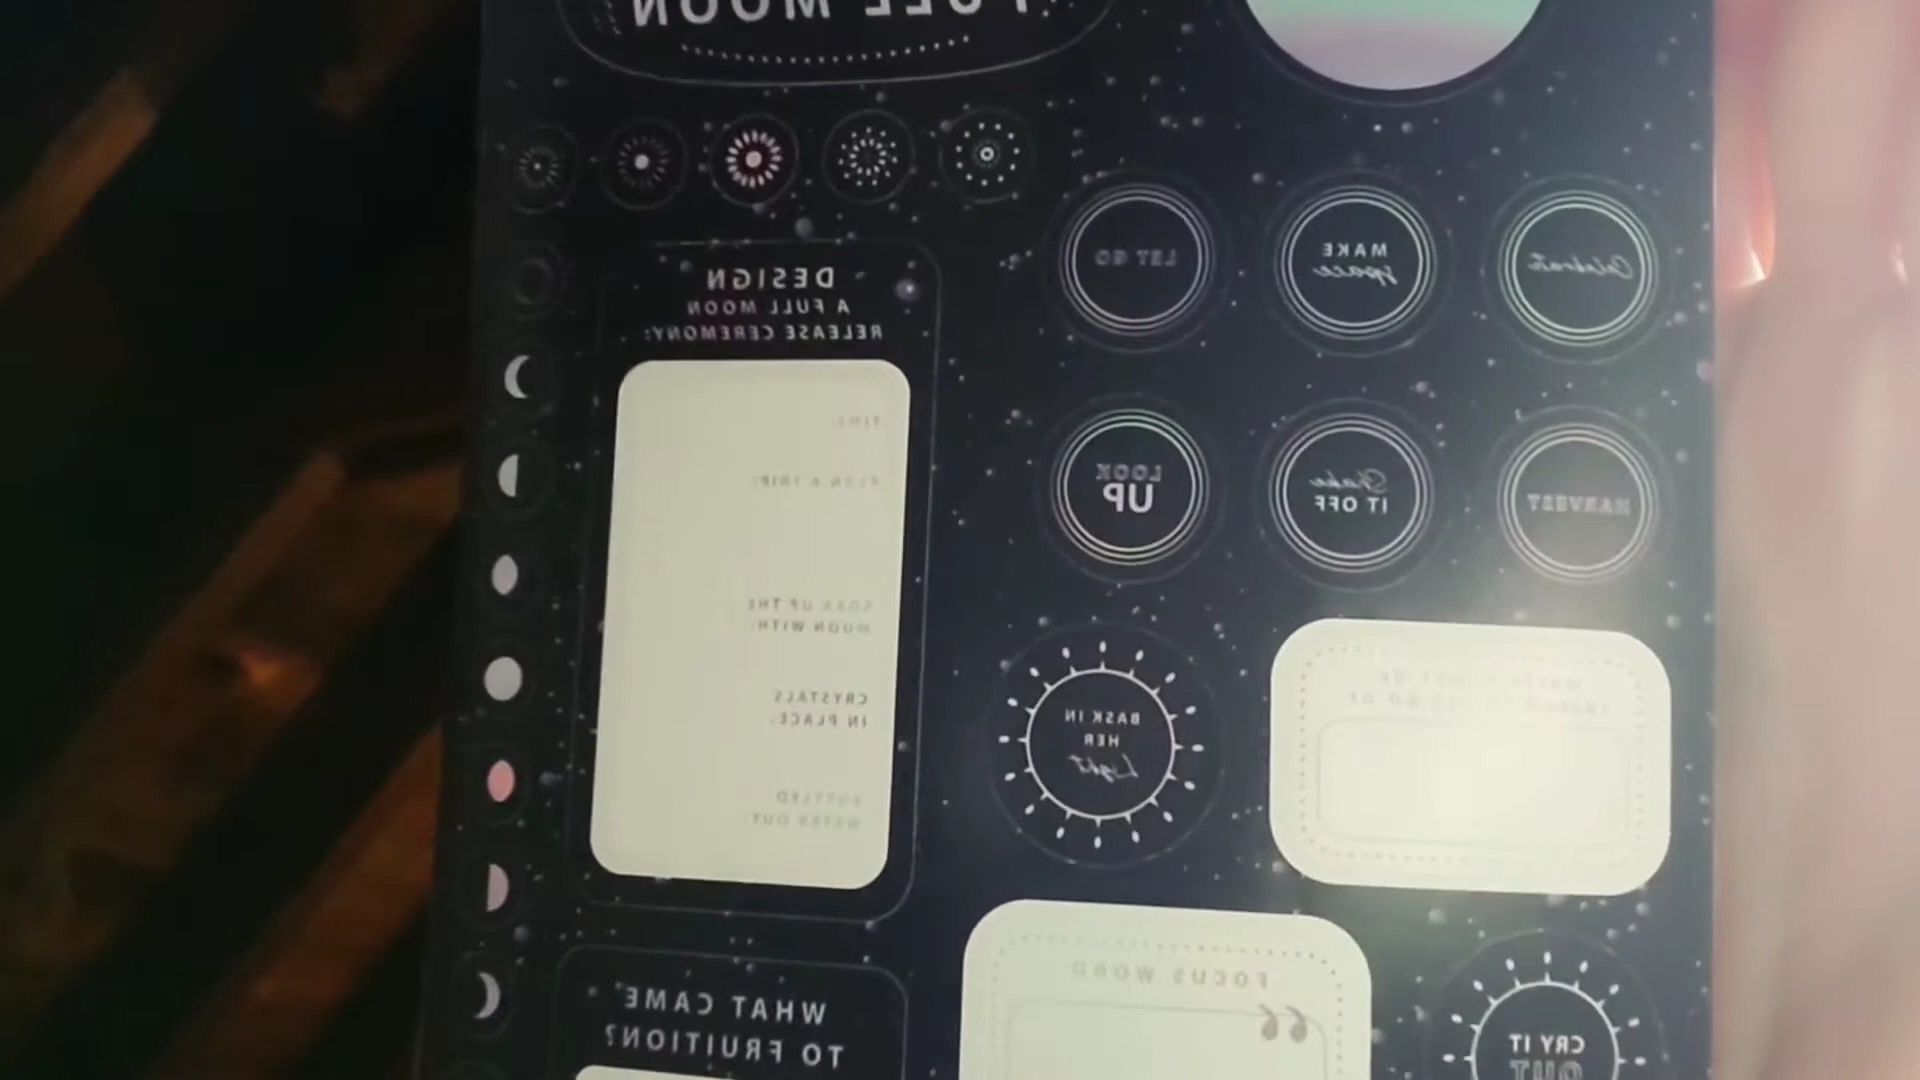 FULL MOON
DESIGN
A FULL MOON
RELEASE CEREMONY:
TIME:
PLAN A TRIP:
SOAK UP THE
MOON WITH:
CRYSTALS
IN PLACE.
BOTTLED
WATER OUT
WHAT CAME
TO FRUITION?
LET GO
MAKE
space
Celebrate
LOOK
UP
Shake
IT OFF
HARVEST
BASK IN
HER
Light
FOCUS WORD
“
CRY IT
OUT